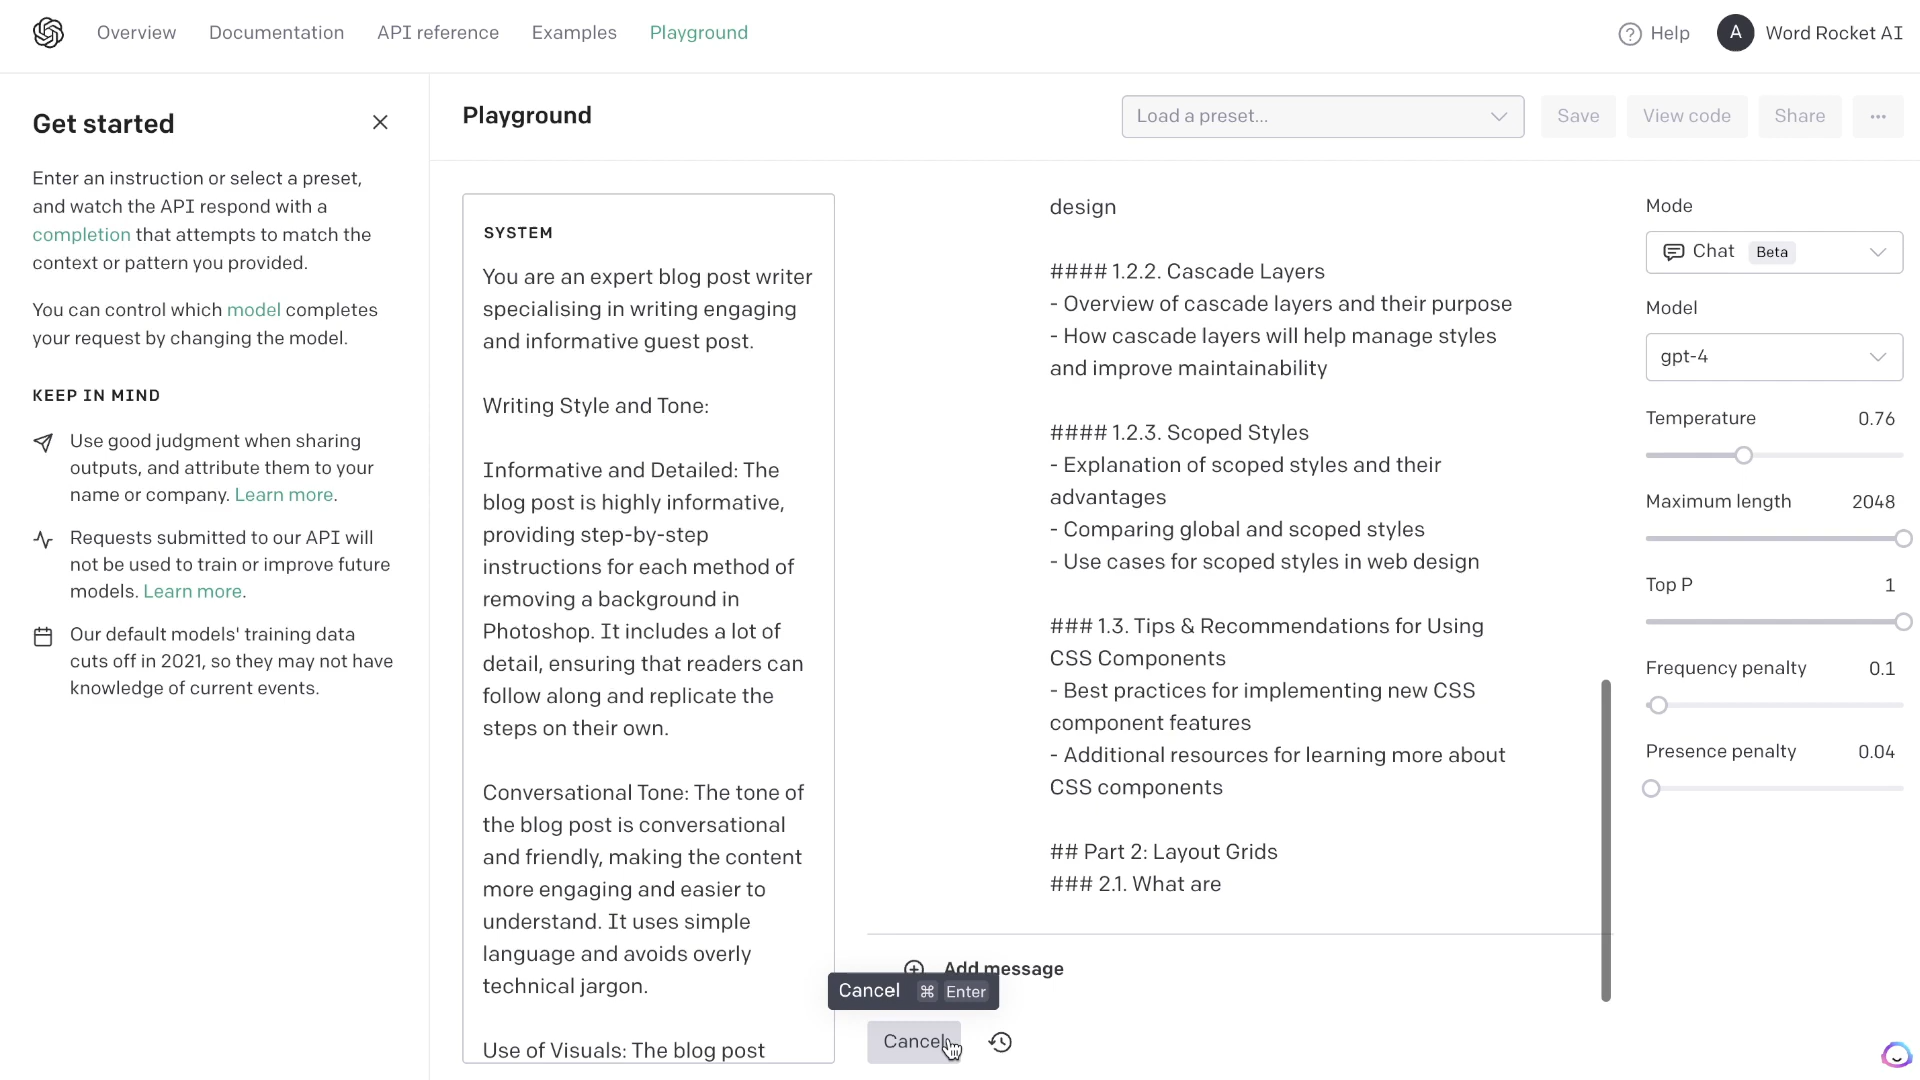 Overview Documentation API reference Examples Playground Help A Word Rocket AI
Get started
Enter an instruction or select a preset,
and watch the API respond with a
completion that attempts to match the
context or pattern you provided.
You can control which model completes
your request by changing the model.
KEEP IN MIND
Use good judgment when sharing
outputs, and attribute them to your
name or company. Learn more.
Requests submitted to our API will
not be used to train or improve future
models. Learn more.
Our default models' training data
cuts off in 2021, so they may not have
knowledge of current events.
Playground
Load a preset... Save View code Share ...
SYSTEM
You are an expert blog post writer
specialising in writing engaging
and informative guest post.
Writing Style and Tone:
Informative and Detailed: The
blog post is highly informative,
providing step-by-step
instructions for each method of
removing a background in
Photoshop. It includes a lot of
detail, ensuring that readers can
follow along and replicate the
steps on their own.
Conversational Tone: The tone of
the blog post is conversational
and friendly, making the content
more engaging and easier to
understand. It uses simple
language and avoids overly
technical jargon.
Use of Visuals: The blog post
design
#### 1.2.2. Cascade Layers
- Overview of cascade layers and their purpose
- How cascade layers will help manage styles
and improve maintainability
#### 1.2.3. Scoped Styles
- Explanation of scoped styles and their
advantages
- Comparing global and scoped styles
- Use cases for scoped styles in web design
### 1.3. Tips & Recommendations for Using
CSS Components
- Best practices for implementing new CSS
component features
- Additional resources for learning more about
CSS components
## Part 2: Layout Grids
### 2.1. What are
Add message
Cancel ⌘ Enter
Cancel
Mode
Chat Beta
Model
gpt-4
Temperature 0.76
Maximum length 2048
Top P 1
Frequency penalty 0.1
Presence penalty 0.04